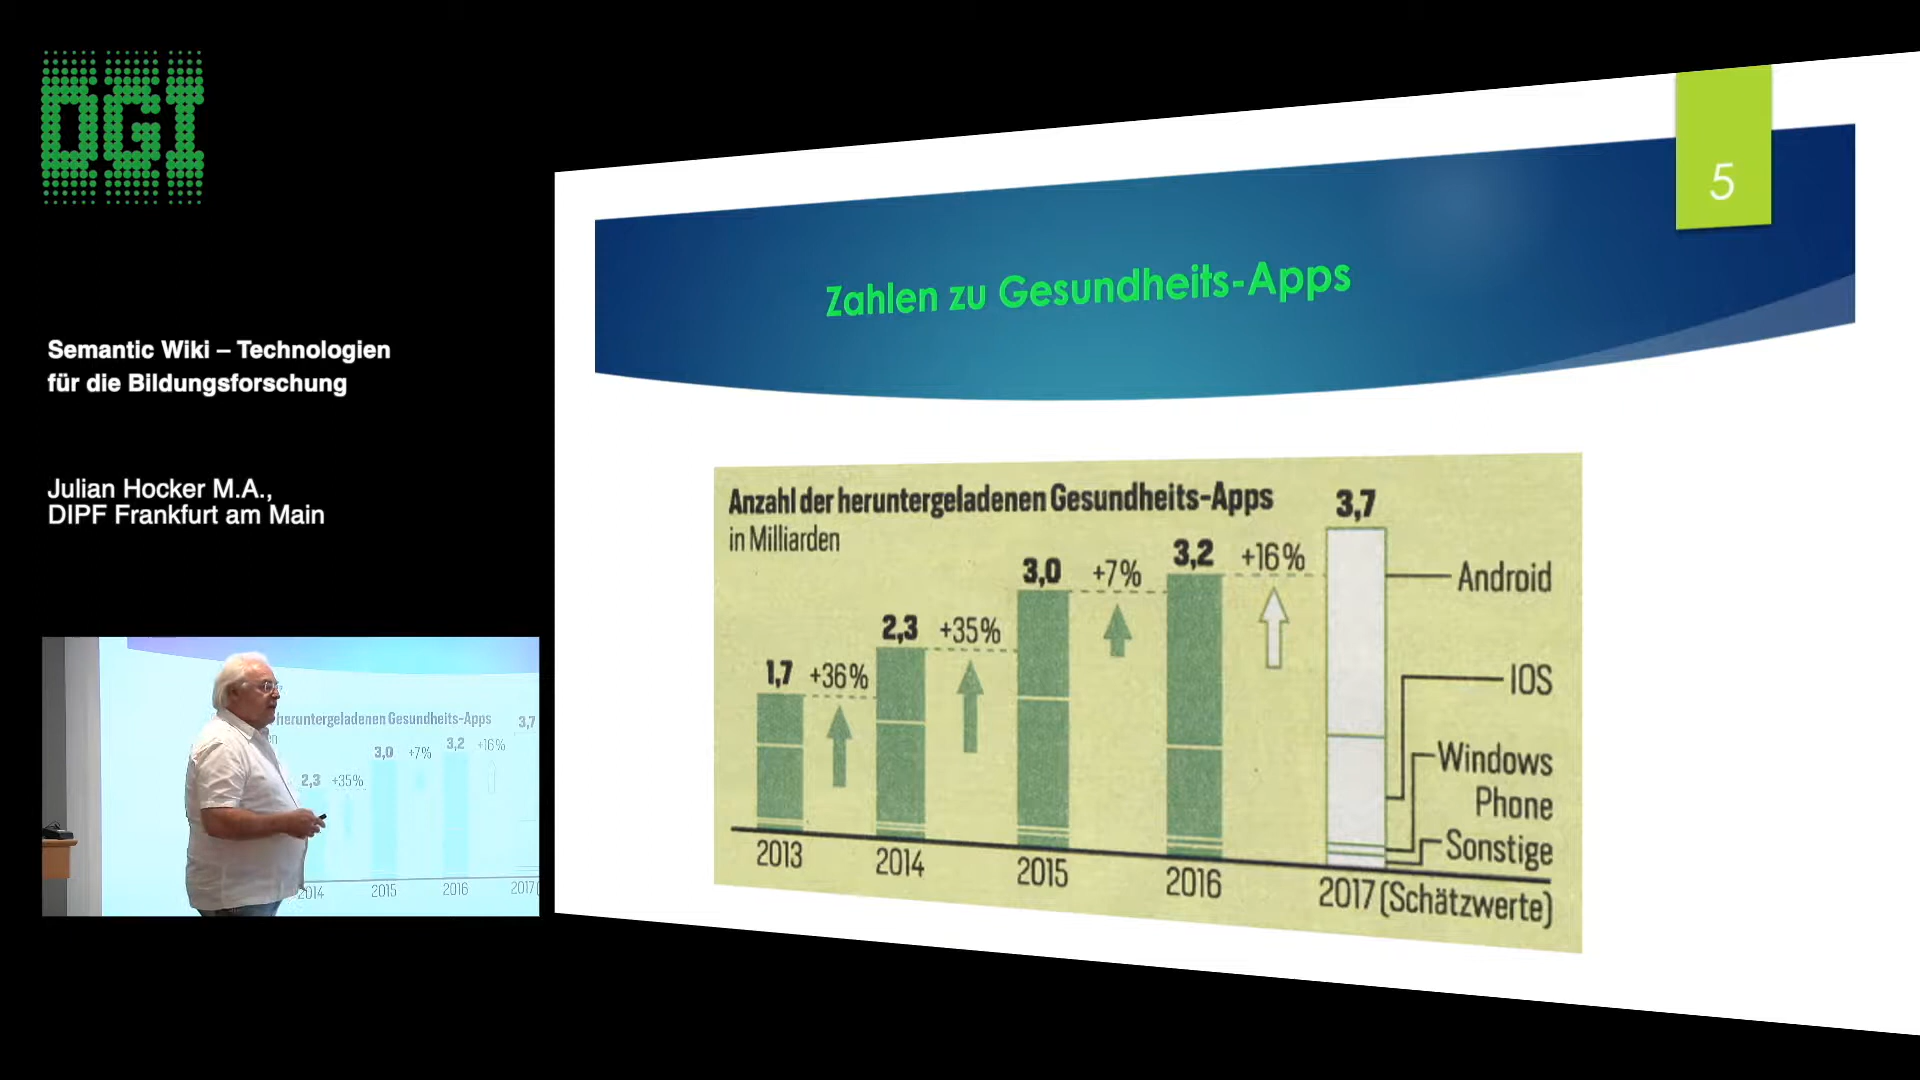 DGI
Semantic Wiki – Technologien
für die Bildungsforschung
Julian Hocker M.A.,
DIPF Frankfurt am Main
5
Zahlen zu Gesundheits-Apps
Anzahl der heruntergeladenen Gesundheits-Apps
in Milliarden
1,7
+36%
2,3
+35%
3,0
+7%
3,2
+16%
3,7
Android
IOS
Windows
Phone
Sonstige
2013
2014
2015
2016
2017 (Schätzwerte)
heruntergeladenen Gesundheits-Apps
en
2,3
+35%
3,0
+7%
3,2
+16%
3,7
2014
2015
2016
2017(